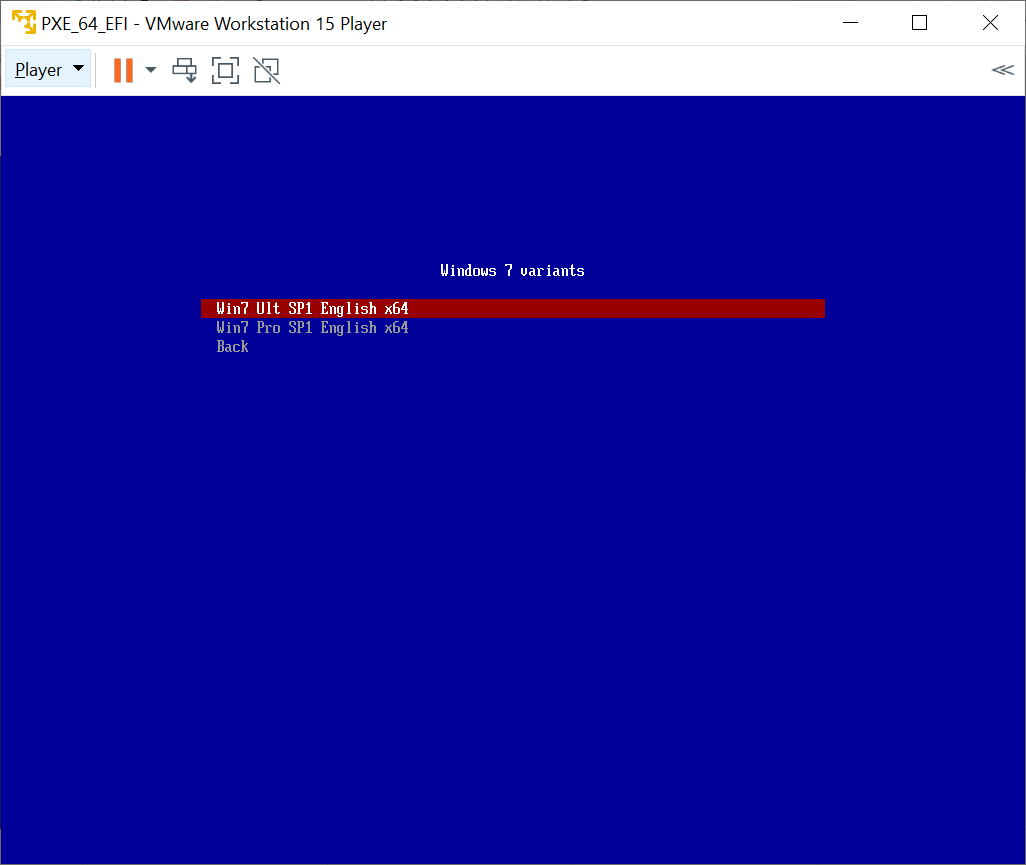 PXE_64_EFI - VMware Workstation 15 Player
Player
Windows 7 variants
Win7 Ult SP1 English x64
Win7 Pro SP1 English x64
Back